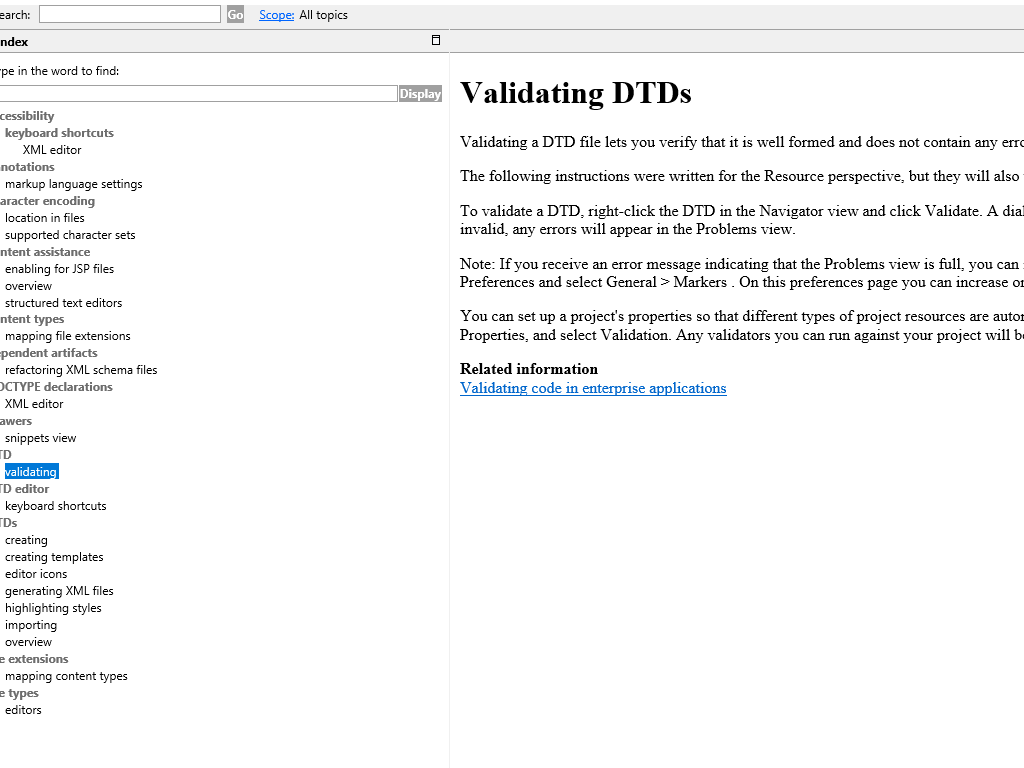 earch: Go Scope: All topics
ndex
ype in the word to find:
Display
cessibility
keyboard shortcuts
XML editor
notations
markup language settings
aracter encoding
location in files
supported character sets
ntent assistance
enabling for JSP files
overview
structured text editors
ntent types
mapping file extensions
ependent artifacts
refactoring XML schema files
OCTYPE declarations
XML editor
awers
snippets view
TD
validating
TD editor
keyboard shortcuts
TDs
creating
creating templates
editor icons
generating XML files
highlighting styles
importing
overview
e extensions
mapping content types
e types
editors
Validating DTDs
Validating a DTD file lets you verify that it is well formed and does not contain any erro
The following instructions were written for the Resource perspective, but they will also
To validate a DTD, right-click the DTD in the Navigator view and click Validate. A dial
invalid, any errors will appear in the Problems view.
Note: If you receive an error message indicating that the Problems view is full, you can
Preferences and select General > Markers . On this preferences page you can increase or
You can set up a project's properties so that different types of project resources are autor
Properties, and select Validation. Any validators you can run against your project will be
Related information
Validating code in enterprise applications